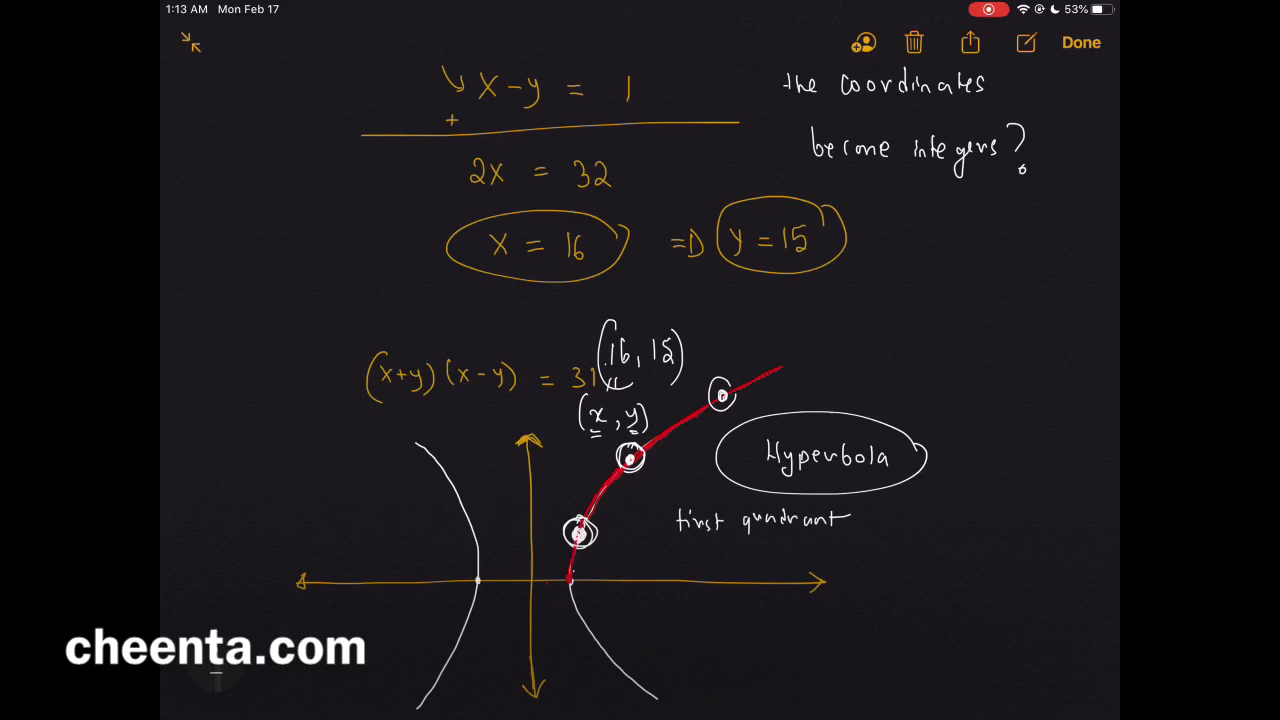 1:13 AM Mon Feb 17
53%
Done
x - y = 1
+
2x = 32
x = 16 => y = 15
the coordinates
become integers?
(x+y)(x-y) = 31
(16, 15)
(x, y)
Hyperbola
first quadrant
cheenta.com